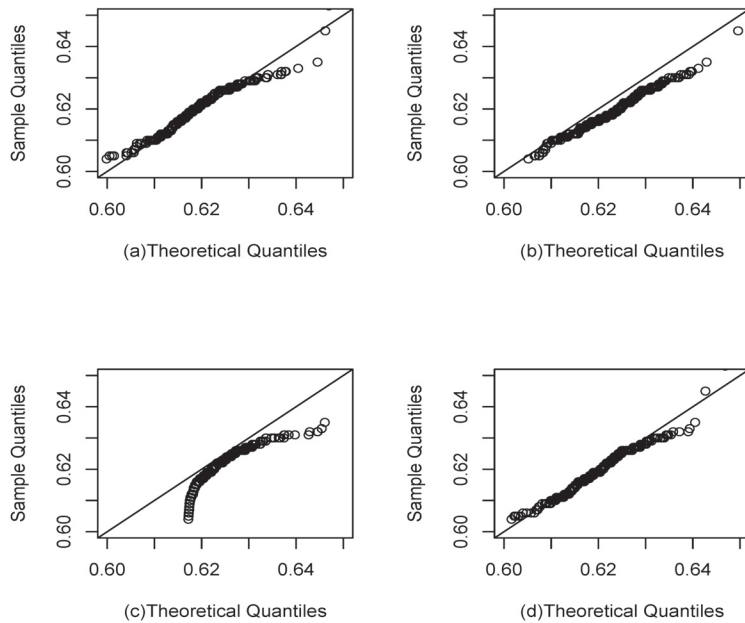 Sample Quantiles
0.64
0.62
0.60
0.60 0.62 0.64
(a)Theoretical Quantiles
Sample Quantiles
0.64
0.62
0.60
0.60 0.62 0.64
(b)Theoretical Quantiles
Sample Quantiles
0.64
0.62
0.60
0.60 0.62 0.64
(c)Theoretical Quantiles
Sample Quantiles
0.64
0.62
0.60
0.60 0.62 0.64
(d)Theoretical Quantiles